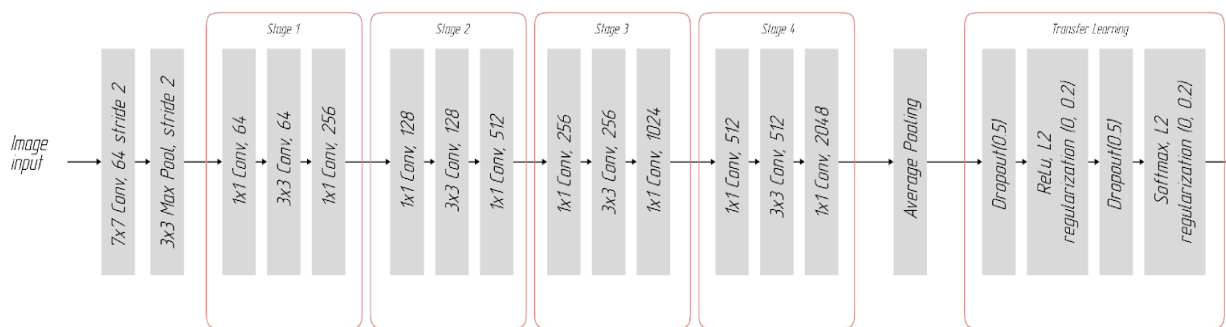 Stage 1
Stage 2
Stage 3
Stage 4
Transfer Learning
Image
input
7x7 Conv, 64 stride 2
3x3 Max Pool, stride 2
1x1 Conv, 64
3x3 Conv, 64
1x1 Conv, 256
1x1 Conv, 128
3x3 Conv, 128
1x1 Conv, 512
1x1 Conv, 256
3x3 Conv, 256
1x1 Conv, 1024
1x1 Conv, 512
3x3 Conv, 512
1x1 Conv, 2048
Average Pooling
Dropout(0.5)
ReLu, L2
regularization (0, 0.2)
Dropout(0.5)
Softmax, L2
regularization (0, 0.2)